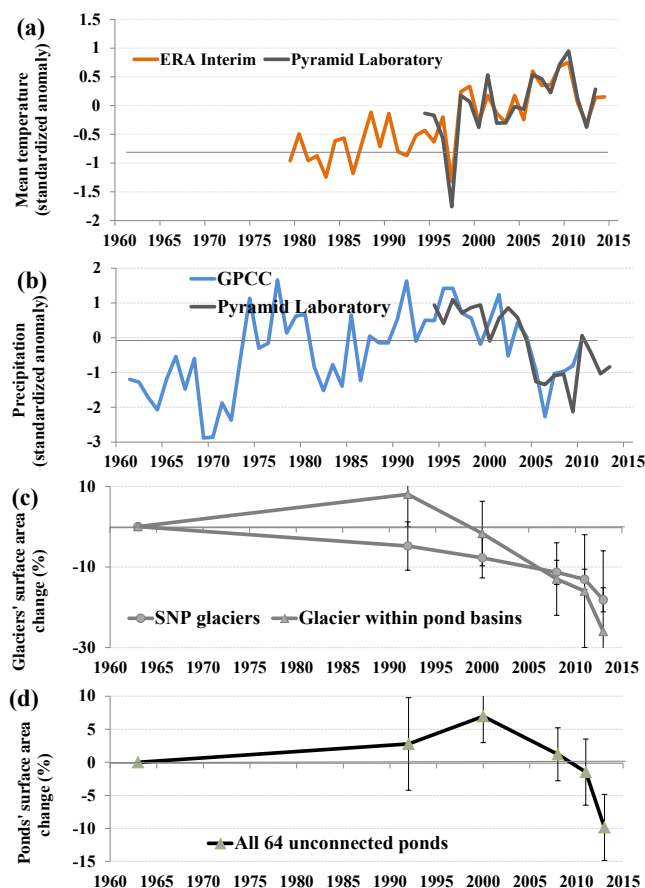 (a)
Mean temperature
(standardized anomaly)
1.5
1
0.5
0
-0.5
-1
-1.5
-2
ERA Interim Pyramid Laboratory
1960 1965 1970 1975 1980 1985 1990 1995 2000 2005 2010 2015
(b)
Precipitation
(standardized anomaly)
2
1
0
-1
-2
-3
GPCC
Pyramid Laboratory
1960 1965 1970 1975 1980 1985 1990 1995 2000 2005 2010 2015
(c)
Glaciers' surface area
change (%)
10
-10
-30
SNP glaciers Glacier within pond basins
1960 1965 1970 1975 1980 1985 1990 1995 2000 2005 2010 2015
(d)
Ponds' surface area
change (%)
10
5
0
-5
-10
-15
All 64 unconnected ponds
1960 1965 1970 1975 1980 1985 1990 1995 2000 2005 2010 2015